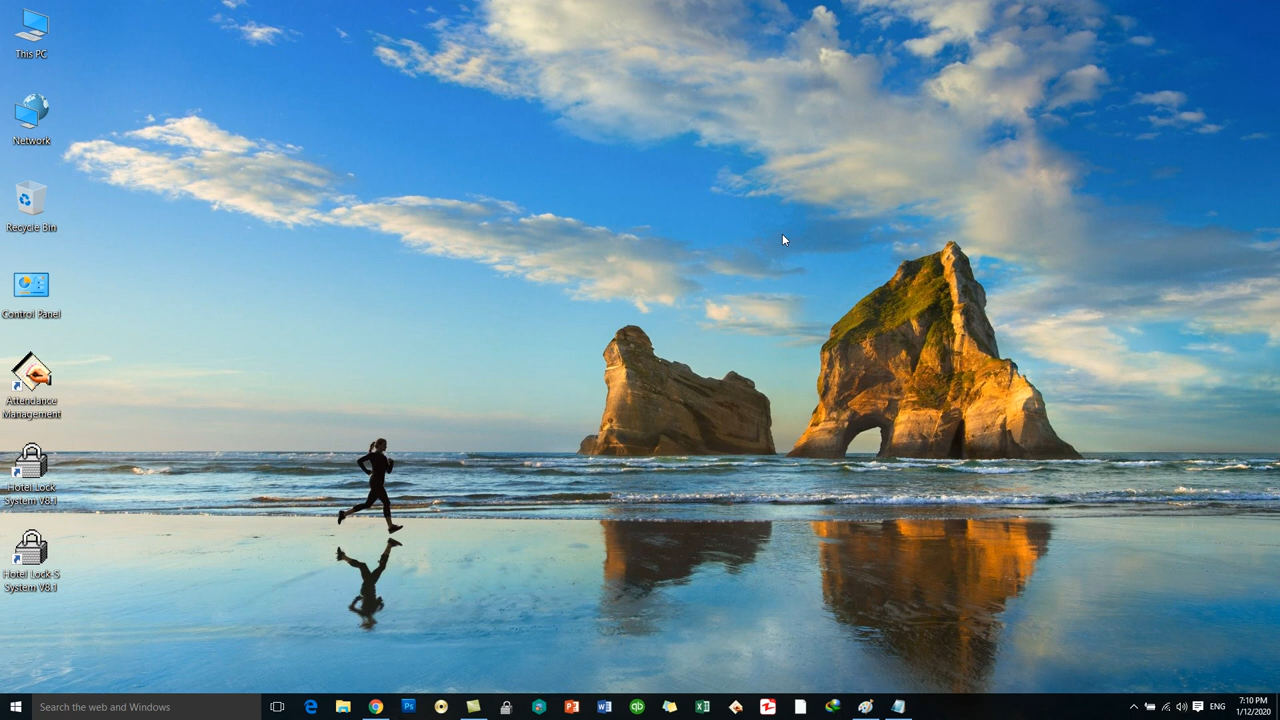 This PC
Network
Recycle Bin
Control Panel
Attendance
Management
Hotel Lock
System V8.1
Hotel Lock-S
System V8.1
Search the web and Windows
ENG
7:10 PM
1/12/2020